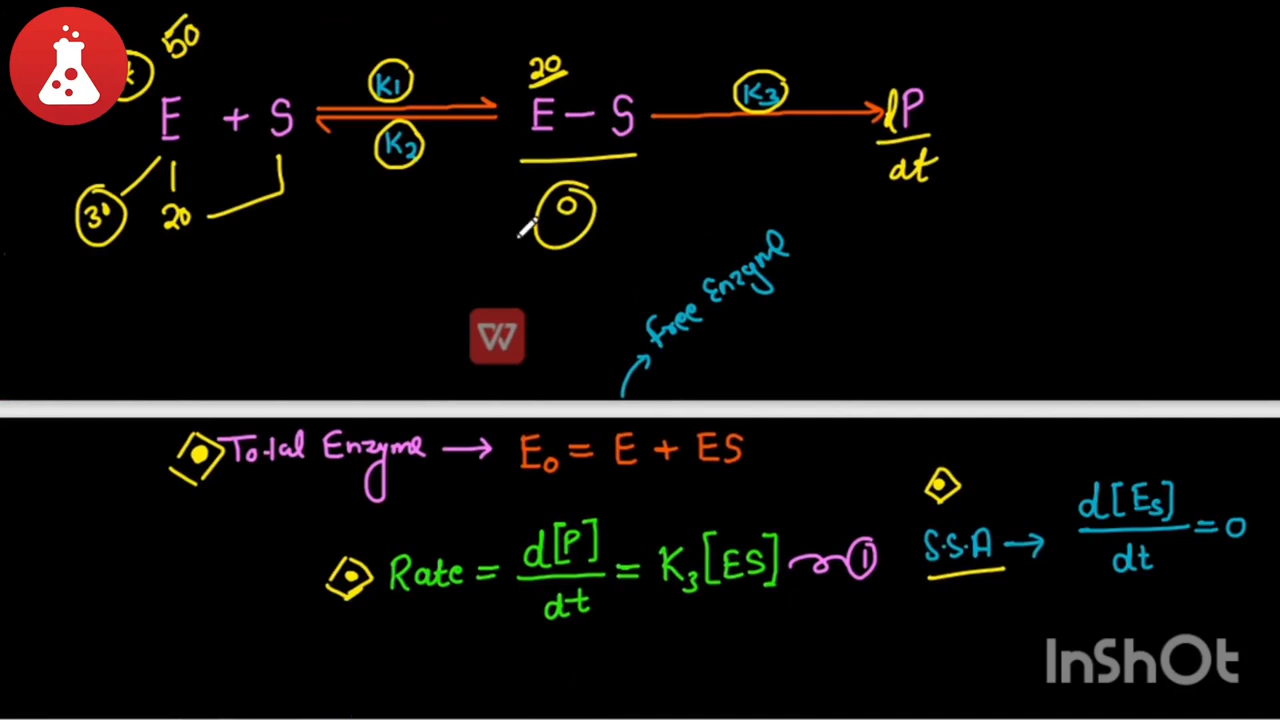 50
E + S K1 K2 20 E – S K3 dP/dt
30 20 0
Free Enzyme
Total Enzyme → E₀ = E + ES
S.S.A → d[Es]/dt = 0
Rate = d[P]/dt = K₃[ES] ①
InShOt